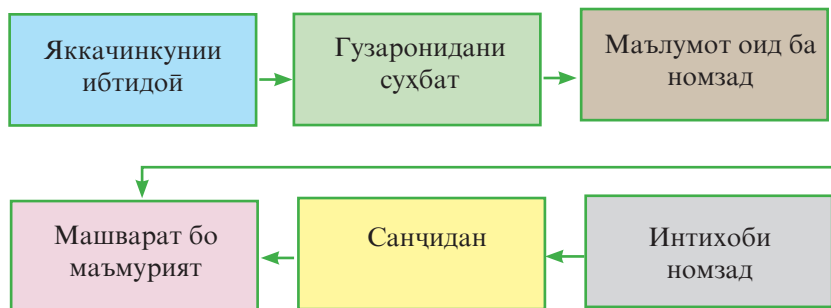 Яккачинкунии
ибтидоӣ
Гузаронидани
суҳбат
Маълумот оид ба
номзад
Машварат бо
маъмурият
Санҷидан
Интихоби
номзад